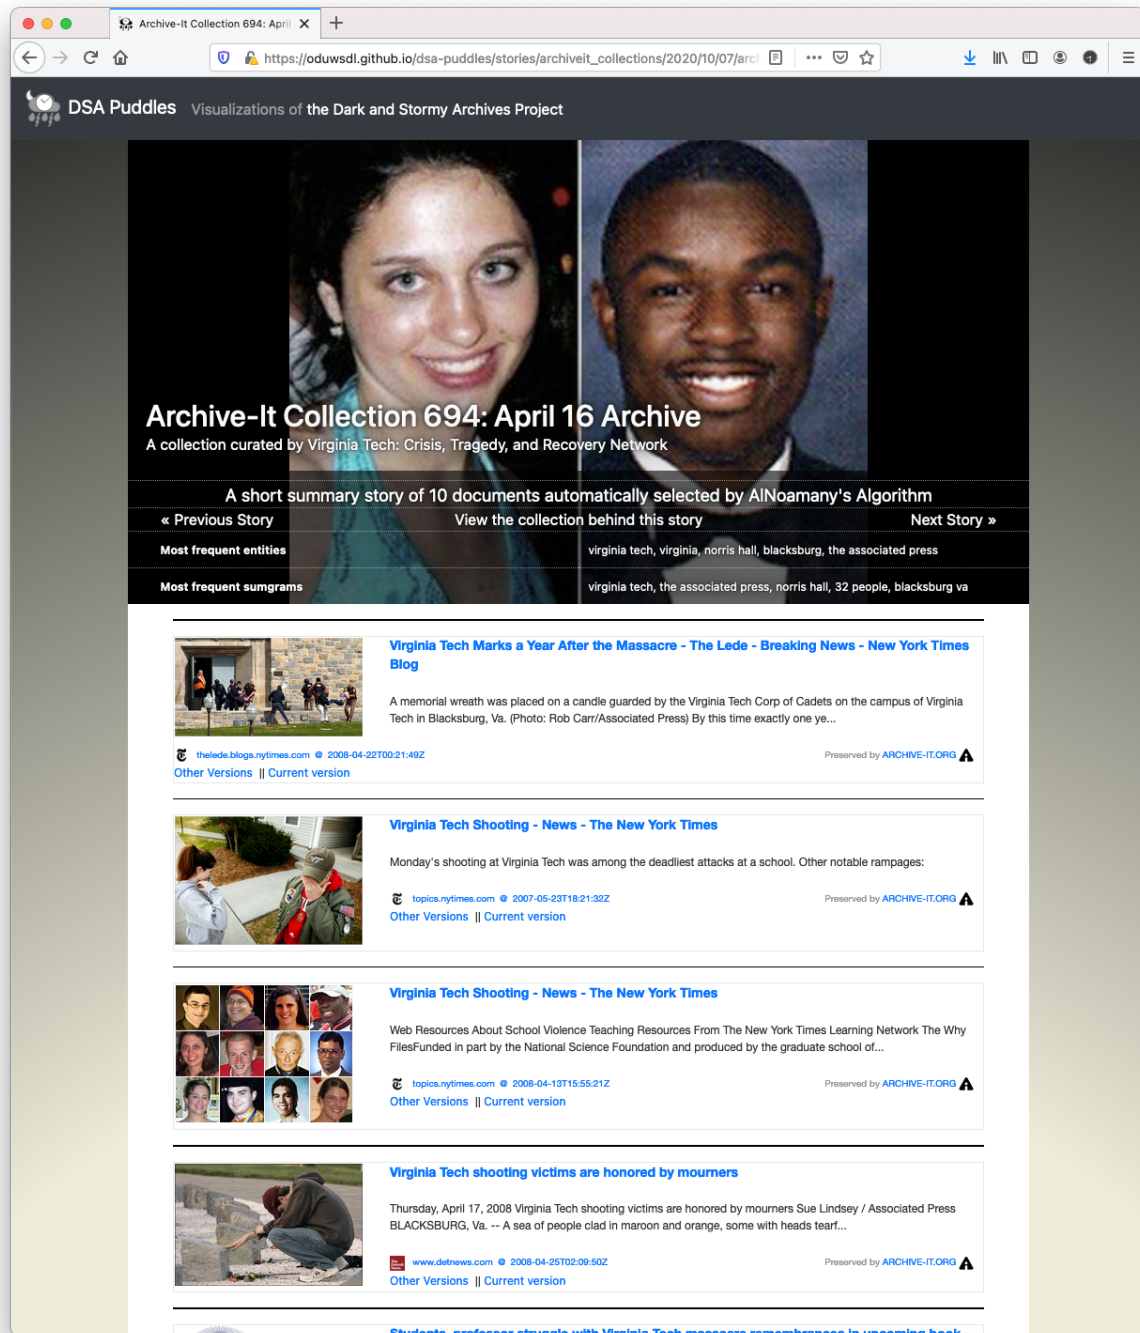 Archive-It Collection 694: April
https://oduwsdl.github.io/dsa-puddles/stories/archiveit_collections/2020/10/07/arc
DSA Puddles Visualizations of the Dark and Stormy Archives Project
Archive-It Collection 694: April 16 Archive
A collection curated by Virginia Tech: Crisis, Tragedy, and Recovery Network
A short summary story of 10 documents automatically selected by AlNoamany's Algorithm
« Previous Story View the collection behind this story Next Story »
Most frequent entities virginia tech, virginia, norris hall, blacksburg, the associated press
Most frequent sumgrams virginia tech, the associated press, norris hall, 32 people, blacksburg va
Virginia Tech Marks a Year After the Massacre - The Lede - Breaking News - New York Times
Blog
A memorial wreath was placed on a candle guarded by the Virginia Tech Corp of Cadets on the campus of Virginia
Tech in Blacksburg, Va. (Photo: Rob Carr/Associated Press) By this time exactly one ye...
thelede.blogs.nytimes.com @ 2008-04-22T00:21:49Z Preserved by ARCHIVE-IT.ORG
Other Versions || Current version
Virginia Tech Shooting - News - The New York Times
Monday's shooting at Virginia Tech was among the deadliest attacks at a school. Other notable rampages:
topics.nytimes.com @ 2007-05-23T18:21:32Z Preserved by ARCHIVE-IT.ORG
Other Versions || Current version
Virginia Tech Shooting - News - The New York Times
Web Resources About School Violence Teaching Resources From The New York Times Learning Network The Why
FilesFunded in part by the National Science Foundation and produced by the graduate school of...
topics.nytimes.com @ 2008-04-13T15:55:21Z Preserved by ARCHIVE-IT.ORG
Other Versions || Current version
Virginia Tech shooting victims are honored by mourners
Thursday, April 17, 2008 Virginia Tech shooting victims are honored by mourners Sue Lindsey / Associated Press
BLACKSBURG, Va. -- A sea of people clad in maroon and orange, some with heads tearf...
www.detnews.com @ 2008-04-25T02:09:50Z Preserved by ARCHIVE-IT.ORG
Other Versions || Current version
Students, professor struggle with Virginia Tech massacre remembrances in upcoming book